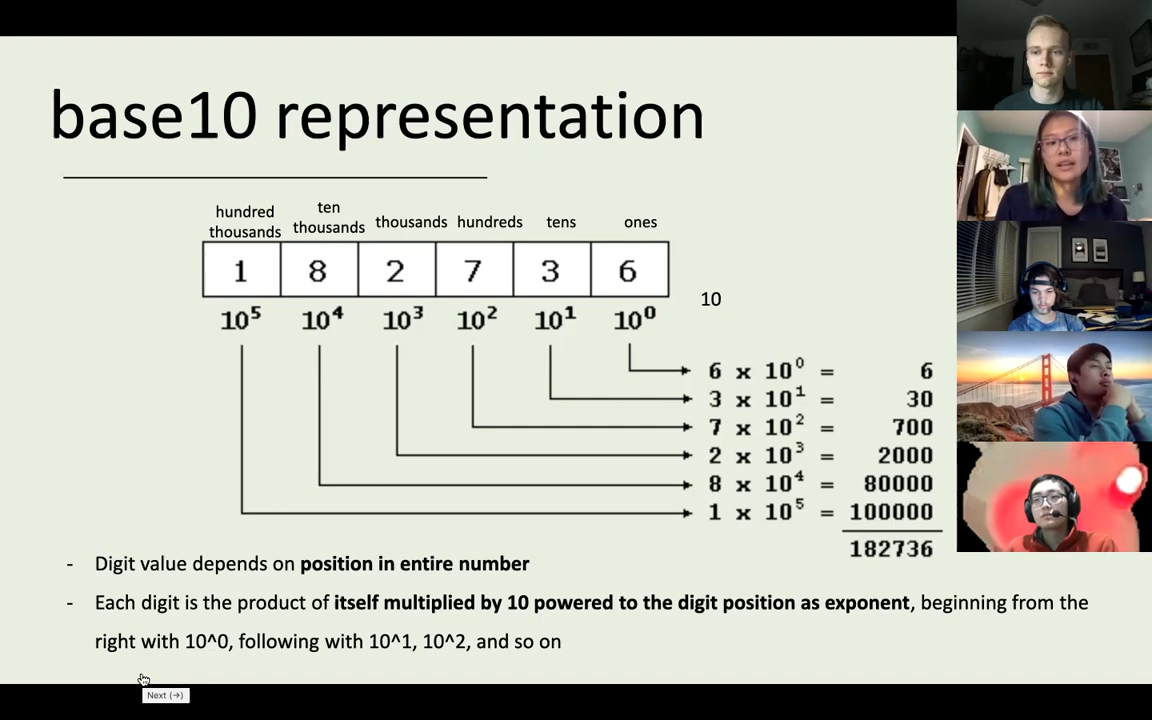 base10 representation
hundred thousands ten thousands thousands hundreds tens ones
1 8 2 7 3 6
10⁵ 10⁴ 10³ 10² 10¹ 10⁰ 10
6 x 10⁰ = 6
3 x 10¹ = 30
7 x 10² = 700
2 x 10³ = 2000
8 x 10⁴ = 80000
1 x 10⁵ = 100000
182736
- Digit value depends on position in entire number
- Each digit is the product of itself multiplied by 10 powered to the digit position as exponent, beginning from the
right with 10^0, following with 10^1, 10^2, and so on
Next (→)